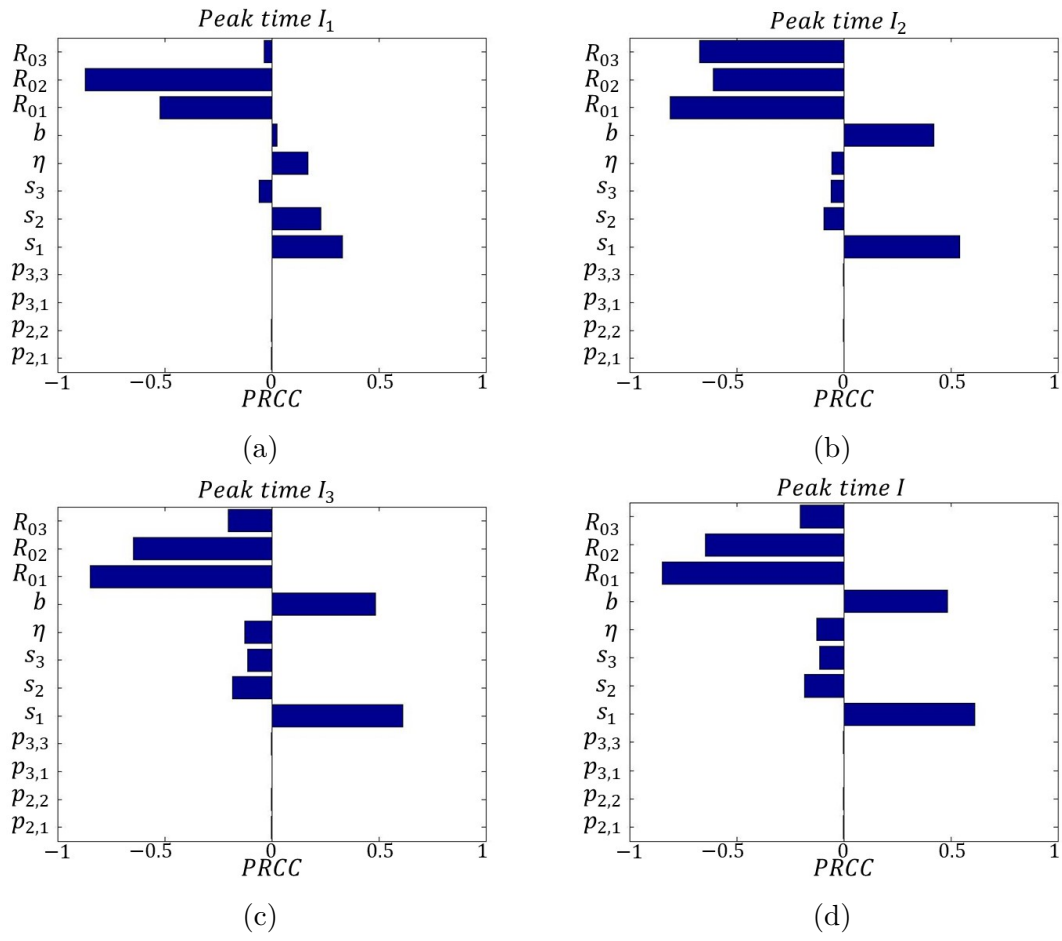 Peak time I₁
R₀₃
R₀₂
R₀₁
b
η
s₃
s₂
s₁
p₃,₃
p₃,₁
p₂,₂
p₂,₁
−1 −0.5 0 0.5 1
PRCC
(a)
Peak time I₂
R₀₃
R₀₂
R₀₁
b
η
s₃
s₂
s₁
p₃,₃
p₃,₁
p₂,₂
p₂,₁
−1 −0.5 0 0.5 1
PRCC
(b)
Peak time I₃
R₀₃
R₀₂
R₀₁
b
η
s₃
s₂
s₁
p₃,₃
p₃,₁
p₂,₂
p₂,₁
−1 −0.5 0 0.5 1
PRCC
(c)
Peak time I
R₀₃
R₀₂
R₀₁
b
η
s₃
s₂
s₁
p₃,₃
p₃,₁
p₂,₂
p₂,₁
−1 −0.5 0 0.5 1
PRCC
(d)